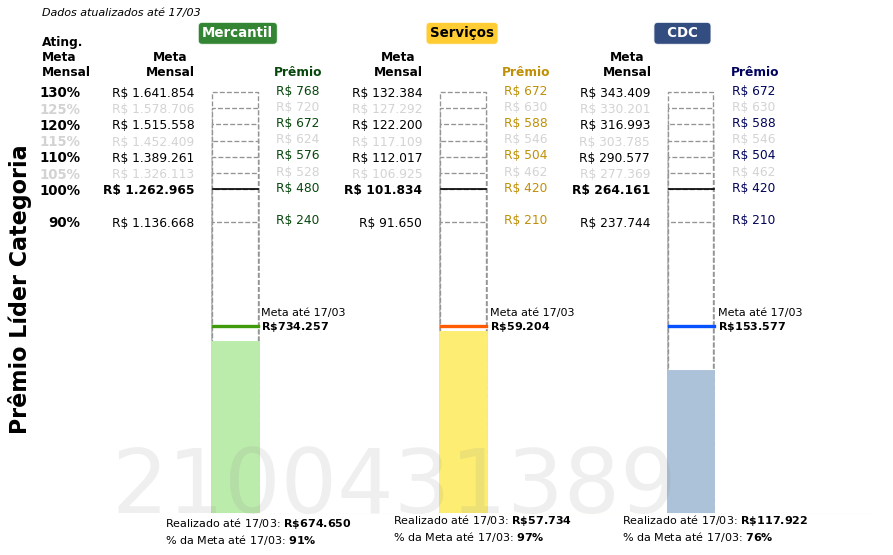 Dados atualizados até 17/03
Mercantil Serviços CDC
Ating.
Meta Meta Meta Meta
Mensal Mensal Prêmio Mensal Prêmio Mensal Prêmio
130% R$ 1.641.854 R$ 768 R$ 132.384 R$ 672 R$ 343.409 R$ 672
125% R$ 1.578.706 R$ 720 R$ 127.292 R$ 630 R$ 330.201 R$ 630
120% R$ 1.515.558 R$ 672 R$ 122.200 R$ 588 R$ 316.993 R$ 588
115% R$ 1.452.409 R$ 624 R$ 117.109 R$ 546 R$ 303.785 R$ 546
110% R$ 1.389.261 R$ 576 R$ 112.017 R$ 504 R$ 290.577 R$ 504
105% R$ 1.326.113 R$ 528 R$ 106.925 R$ 462 R$ 277.369 R$ 462
100% R$ 1.262.965 R$ 480 R$ 101.834 R$ 420 R$ 264.161 R$ 420
90% R$ 1.136.668 R$ 240 R$ 91.650 R$ 210 R$ 237.744 R$ 210
Prêmio Líder Categoria
Meta até 17/03 Meta até 17/03 Meta até 17/03
R$734.257 R$59.204 R$153.577
2100431389
Realizado até 17/03: R$674.650 Realizado até 17/03: R$57.734 Realizado até 17/03: R$117.922
% da Meta até 17/03: 91% % da Meta até 17/03: 97% % da Meta até 17/03: 76%